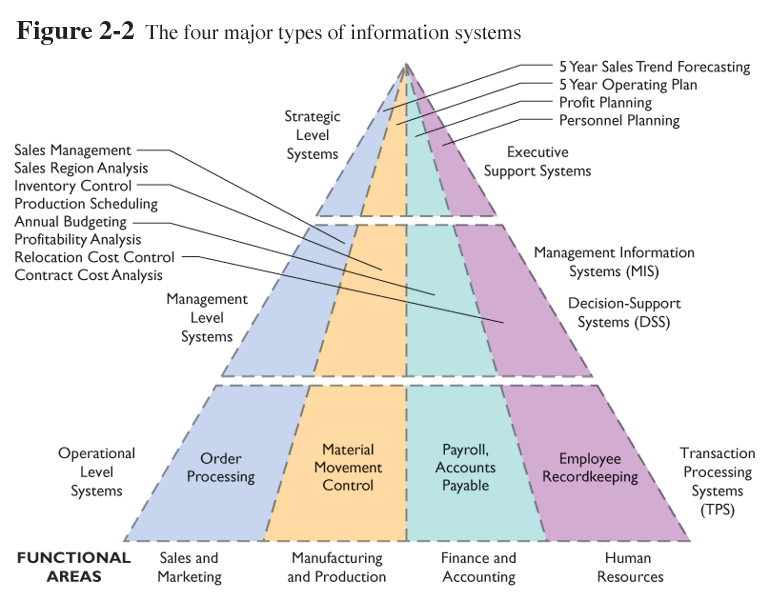 Figure 2-2 The four major types of information systems
5 Year Sales Trend Forecasting
5 Year Operating Plan
Profit Planning
Personnel Planning
Strategic
Level
Systems
Executive
Support Systems
Sales Management
Sales Region Analysis
Inventory Control
Production Scheduling
Annual Budgeting
Profitability Analysis
Relocation Cost Control
Contract Cost Analysis
Management Information
Systems (MIS)
Decision-Support
Systems (DSS)
Management
Level
Systems
Operational
Level
Systems
Order
Processing
Material
Movement
Control
Payroll,
Accounts
Payable
Employee
Recordkeeping
Transaction
Processing
Systems
(TPS)
FUNCTIONAL
AREAS
Sales and
Marketing
Manufacturing
and Production
Finance and
Accounting
Human
Resources